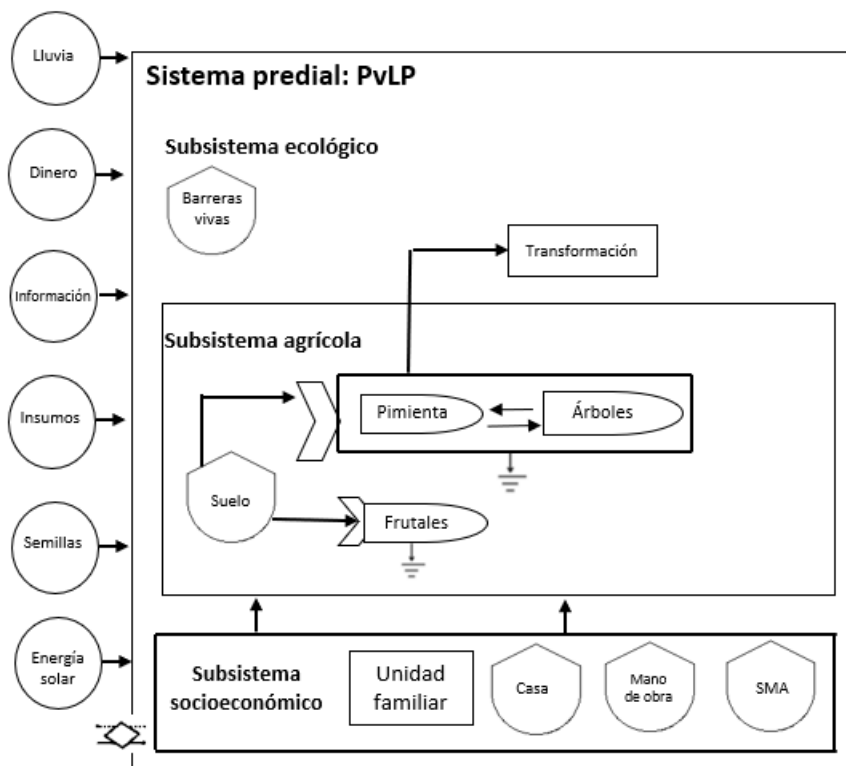 Lluvia
Sistema predial: PvLP
Subsistema ecológico
Dinero
Barreras
vivas
Transformación
Información
Subsistema agrícola
Pimienta
Árboles
Insumos
Suelo
Frutales
Semillas
Energía
solar
Subsistema
socioeconómico
Unidad
familiar
Casa
Mano
de obra
SMA